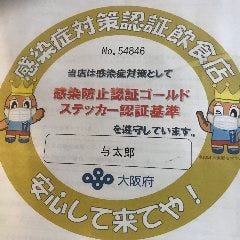 感染症対策認証飲食店
No. 54846
当店は感染症対策として
感染防止認証ゴールド
ステッカー認証基準
を遵守しています。
与太郎
大阪府
安心して来てや!